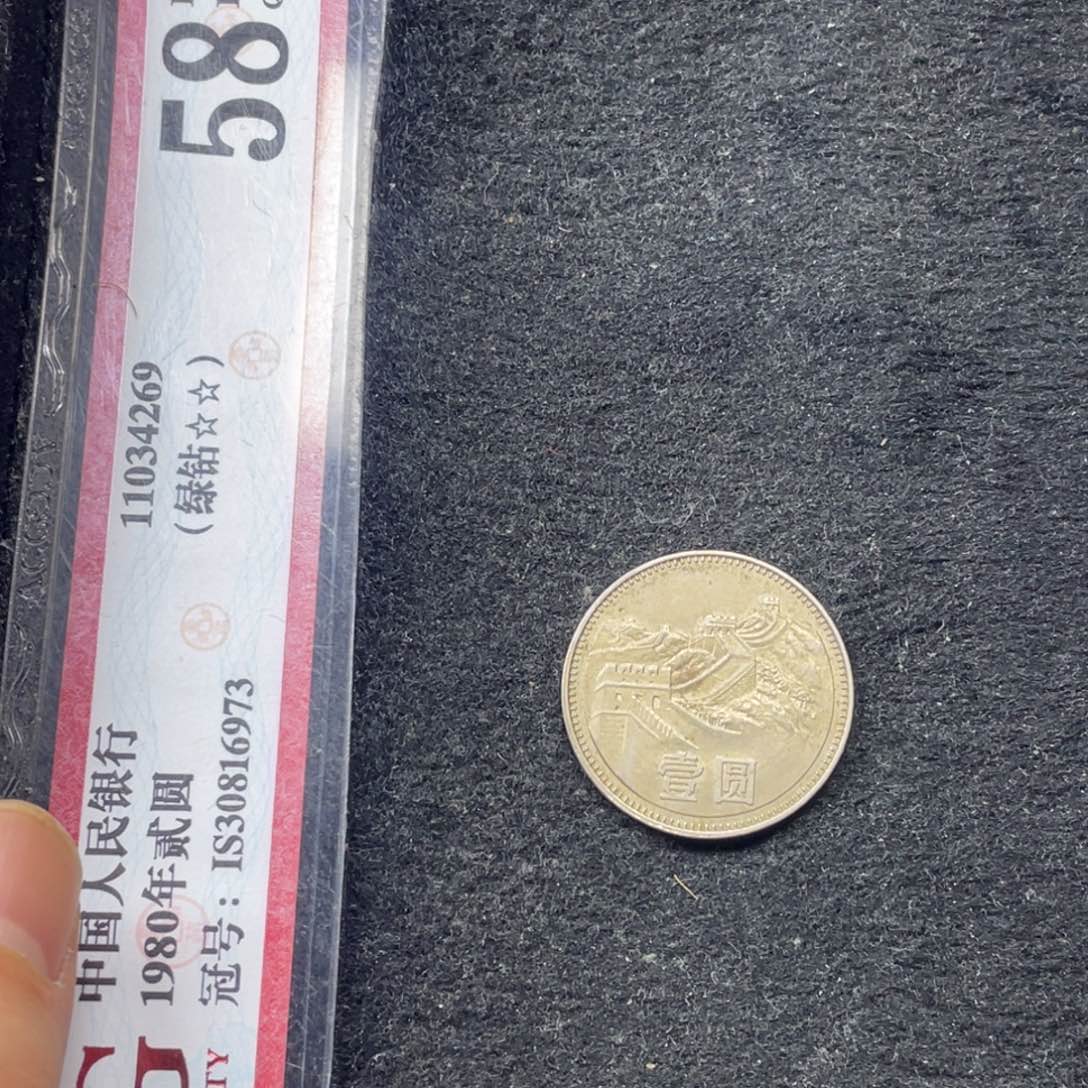 中国人民银行
1980年贰圆
冠号: IS30816973
11034269
(绿钻☆☆)
58
壹圆